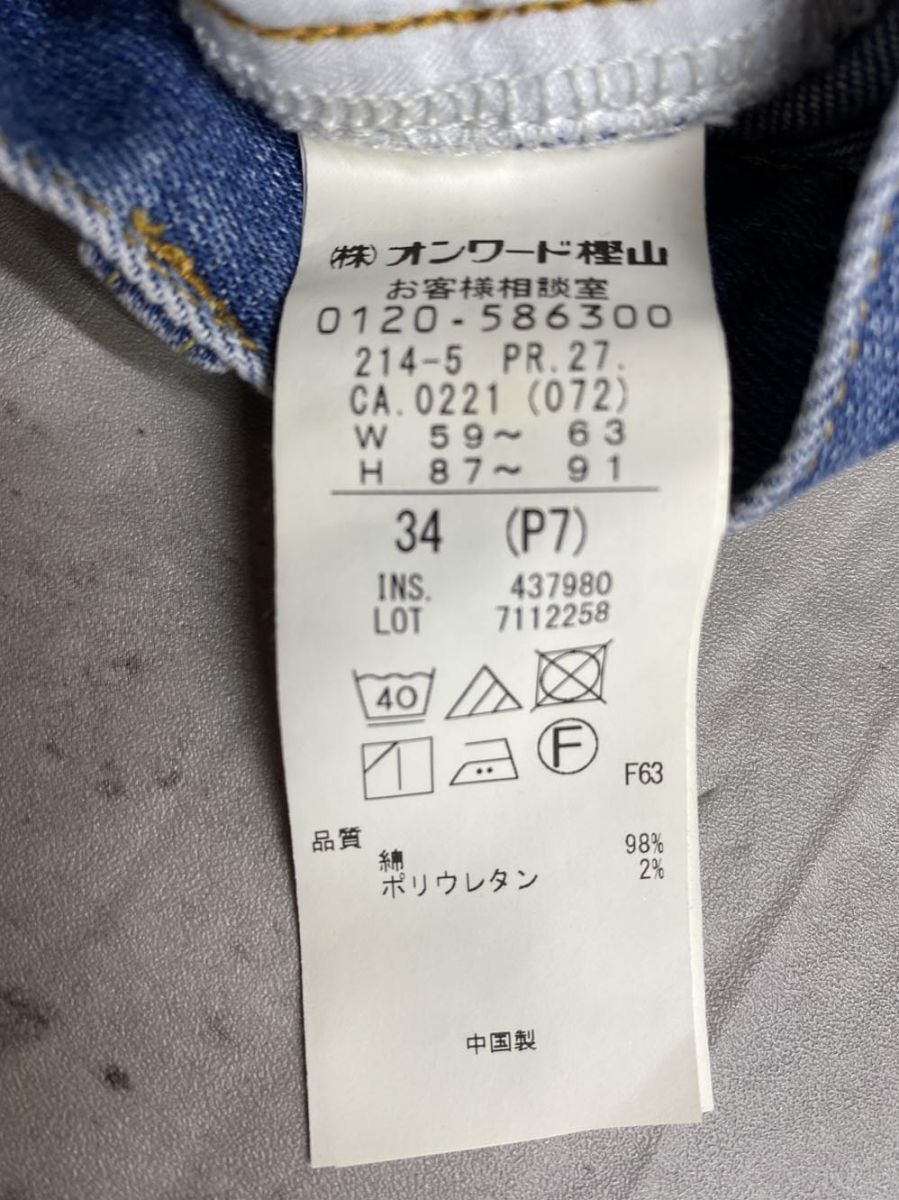 (株)オンワード樫山
お客様相談室
0120-586300
214-5 PR.27.
CA.0221 (072)
W 59~ 63
H 87~ 91
34 (P7)
INS. 437980
LOT 7112258
40
F
F63
品質
綿 98%
ポリウレタン 2%
中国製